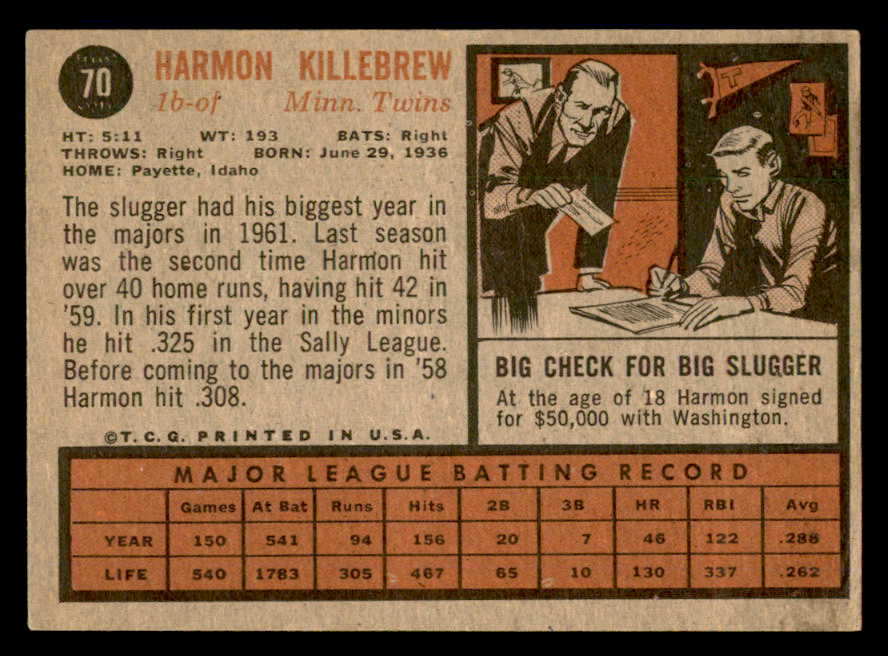 70
HARMON KILLEBREW
1b-of Minn. Twins
HT: 5:11 WT: 193 BATS: Right
THROWS: Right BORN: June 29, 1936
HOME: Payette, Idaho
The slugger had his biggest year in
the majors in 1961. Last season
was the second time Harmon hit
over 40 home runs, having hit 42 in
'59. In his first year in the minors
he hit .325 in the Sally League.
Before coming to the majors in '58
Harmon hit .308.
©T.C.G. PRINTED IN U.S.A.
T
BIG CHECK FOR BIG SLUGGER
At the age of 18 Harmon signed
for $50,000 with Washington.
MAJOR LEAGUE BATTING RECORD
Games At Bat Runs Hits 2B 3B HR RBI Avg
YEAR 150 541 94 156 20 7 46 122 .288
LIFE 540 1783 305 467 65 10 130 337 .262